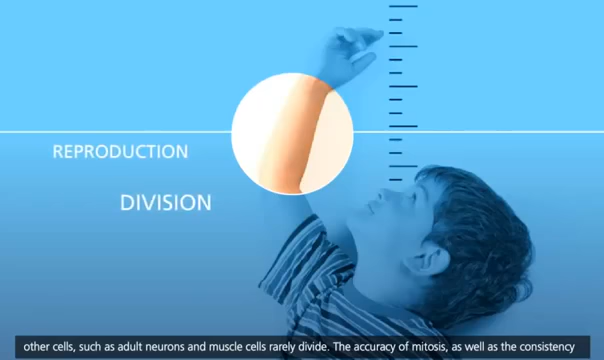 REPRODUCTION
DIVISION
other cells, such as adult neurons and muscle cells rarely divide. The accuracy of mitosis, as well as the consistency